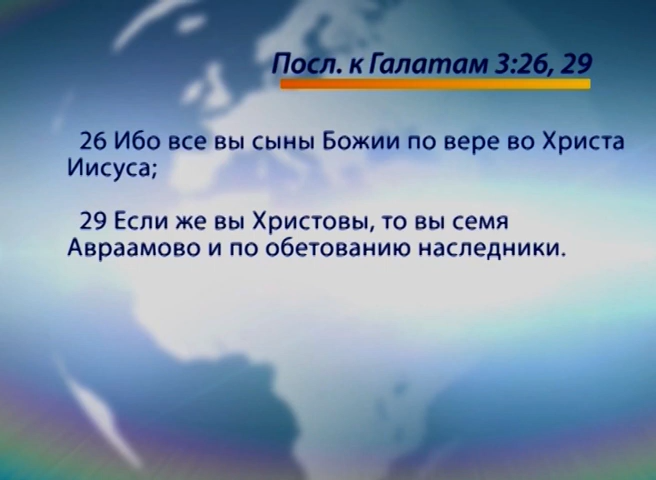 Посл. к Галатам 3:26, 29
26 Ибо все вы сыны Божии по вере во Христа
Иисуса;
29 Если же вы Христовы, то вы семя
Авраамово и по обетованию наследники.